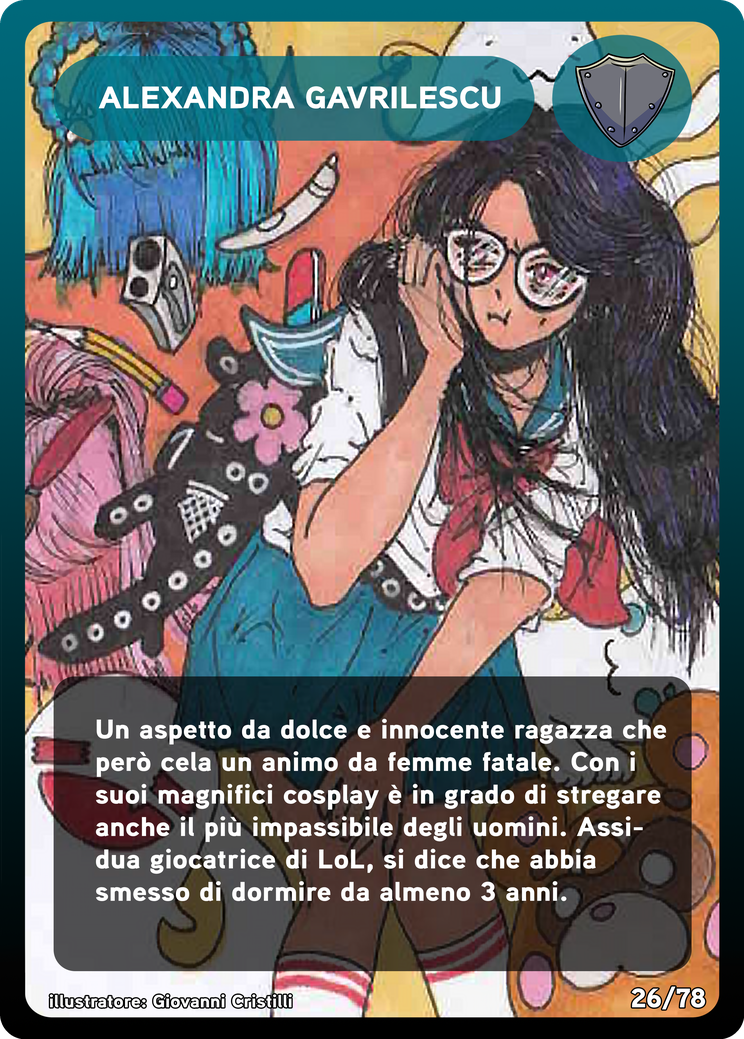 ALEXANDRA GAVRILESCU
Un aspetto da dolce e innocente ragazza che
però cela un animo da femme fatale. Con i
suoi magnifici cosplay è in grado di stregare
anche il più impassibile degli uomini. Assi-
dua giocatrice di LoL, si dice che abbia
smesso di dormire da almeno 3 anni.
illustratore: Giovanni Cristilli
26/78